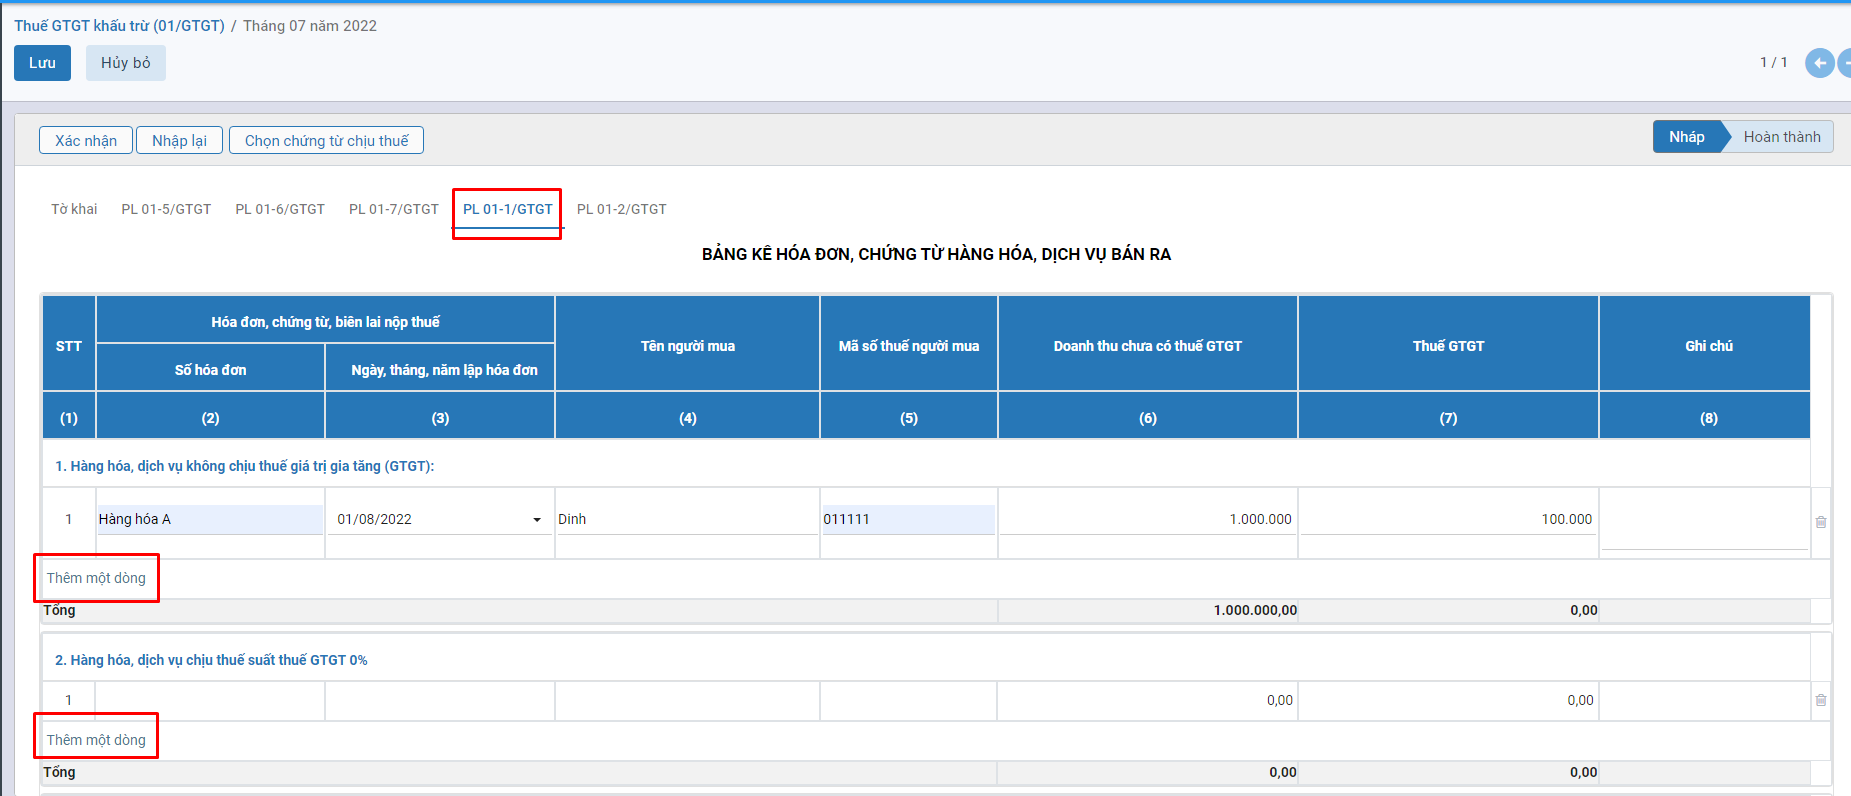 Thuế GTGT khấu trừ (01/GTGT) / Tháng 07 năm 2022
Lưu Hủy bỏ 1 / 1
Xác nhận Nhập lại Chọn chứng từ chịu thuế Nháp Hoàn thành
Tờ khai PL 01-5/GTGT PL 01-6/GTGT PL 01-7/GTGT PL 01-1/GTGT PL 01-2/GTGT
BẢNG KÊ HÓA ĐƠN, CHỨNG TỪ HÀNG HÓA, DỊCH VỤ BÁN RA
Hóa đơn, chứng từ, biên lai nộp thuế
STT Tên người mua Mã số thuế người mua Doanh thu chưa có thuế GTGT Thuế GTGT Ghi chú
Số hóa đơn Ngày, tháng, năm lập hóa đơn
(1) (2) (3) (4) (5) (6) (7) (8)
1. Hàng hóa, dịch vụ không chịu thuế giá trị gia tăng (GTGT):
1 Hàng hóa A 01/08/2022 Dinh 011111 1.000.000 100.000
Thêm một dòng
Tổng 1.000.000,00 0,00
2. Hàng hóa, dịch vụ chịu thuế suất thuế GTGT 0%
1 0,00 0,00
Thêm một dòng
Tổng 0,00 0,00